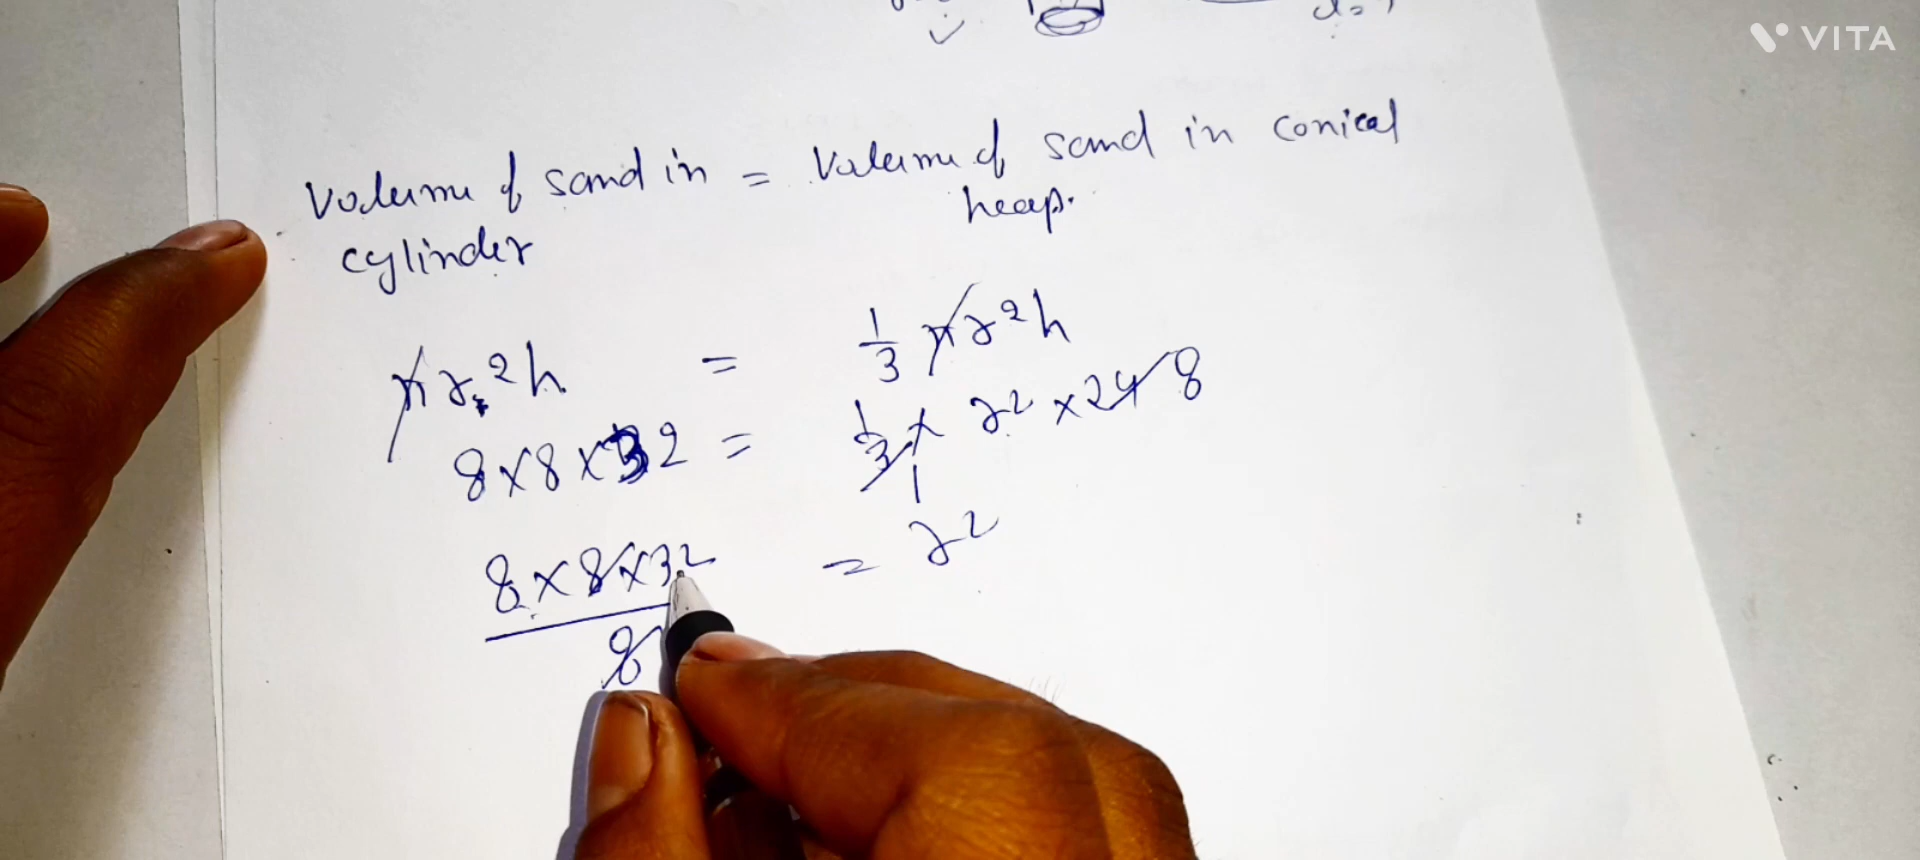 VITA
d =
Volume of sand in = Volume of sand in conical
cylinder heap.
πr²h = 1/3 πr²h
8×8×32 = 1/3 × r² × 24 8
1
8×8×32 = r²
8